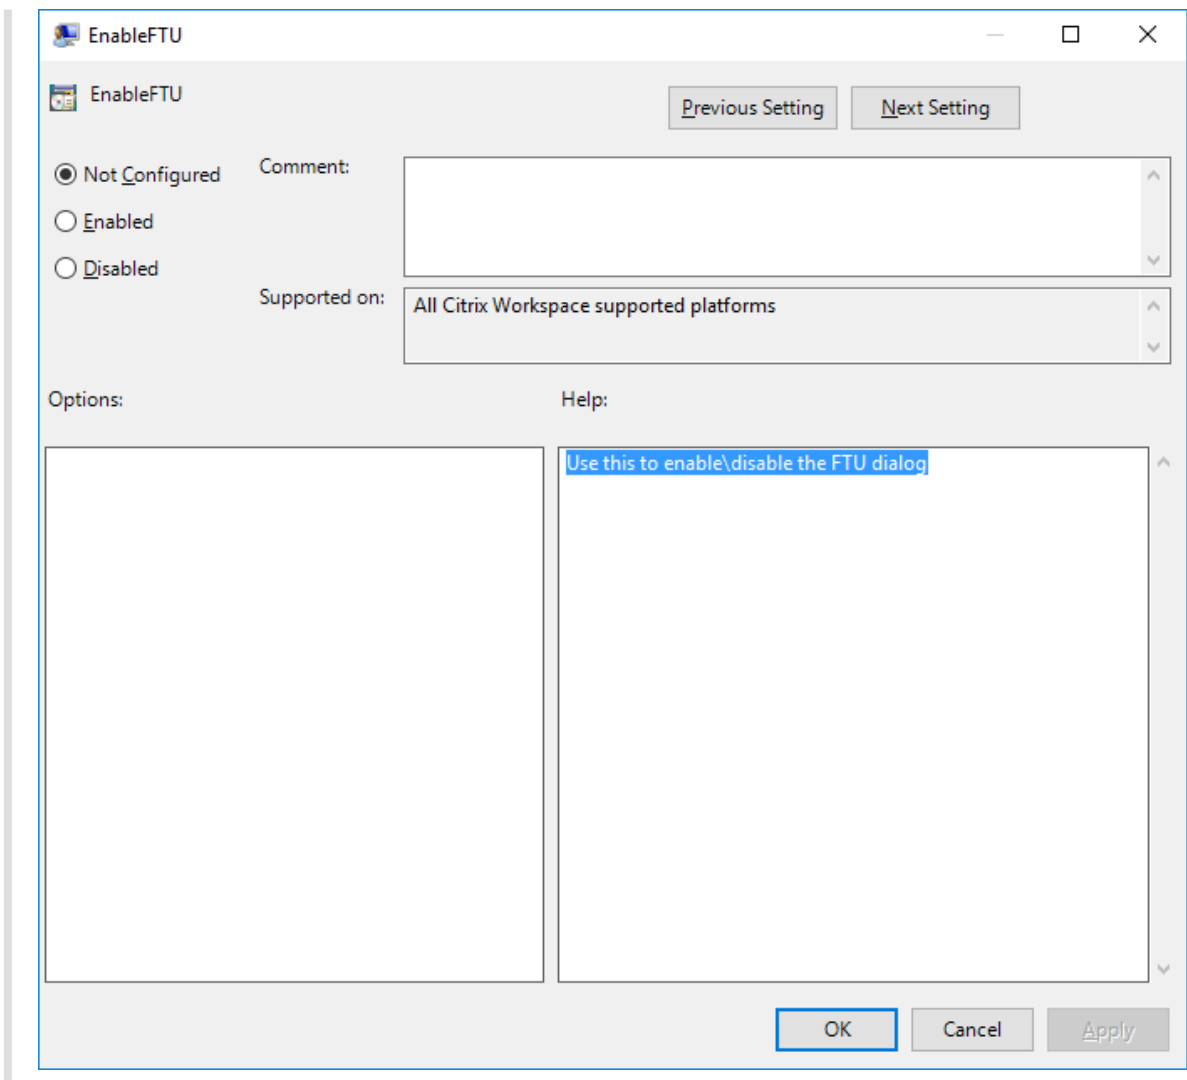 EnableFTU
EnableFTU
Previous Setting
Next Setting
Not Configured
Comment:
Enabled
Disabled
Supported on:
All Citrix Workspace supported platforms
Options:
Help:
Use this to enable\disable the FTU dialog
OK
Cancel
Apply